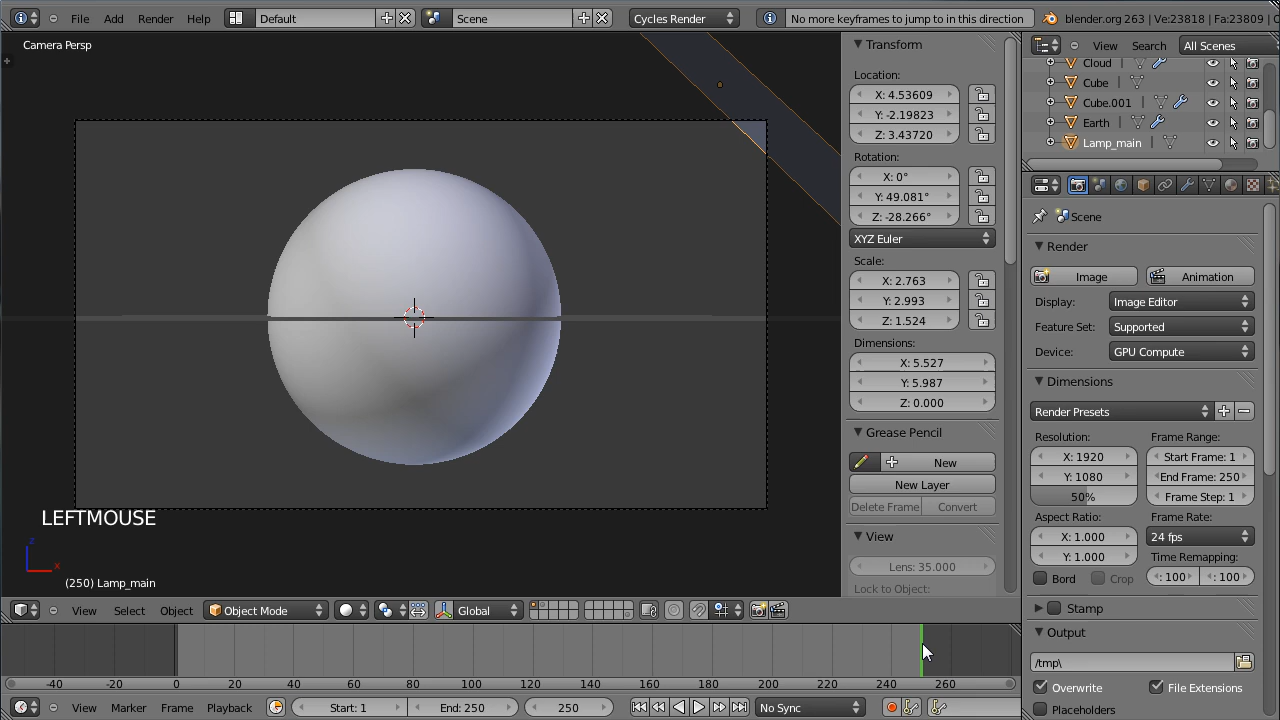 File Add Render Help Default Scene Cycles Render No more keyframes to jump to in this direction blender.org 263 | Ve:23818 | Fa:23809 |
Camera Persp
Transform
Location:
X: 4.53609
Y: -2.19823
Z: 3.43720
Rotation:
X: 0°
Y: 49.081°
Z: -28.266°
XYZ Euler
Scale:
X: 2.763
Y: 2.993
Z: 1.524
Dimensions:
X: 5.527
Y: 5.987
Z: 0.000
Grease Pencil
New
New Layer
Delete Frame Convert
View
Lens: 35.000
Lock to Object:
View Search All Scenes
Cloud
Cube
Cube.001
Earth
Lamp_main
Scene
Render
Image Animation
Display: Image Editor
Feature Set: Supported
Device: GPU Compute
Dimensions
Render Presets
Resolution: Frame Range:
X: 1920 Start Frame: 1
Y: 1080 End Frame: 250
50% Frame Step: 1
Aspect Ratio: Frame Rate:
X: 1.000 24 fps
Y: 1.000 Time Remapping:
Bord Crop : 100 : 100
Stamp
Output
/tmp\
Overwrite File Extensions
Placeholders
LEFTMOUSE
z
x
(250) Lamp_main
View Select Object Object Mode Global
-40 -20 0 20 40 60 80 100 120 140 160 180 200 220 240 260
View Marker Frame Playback Start: 1 End: 250 250 No Sync